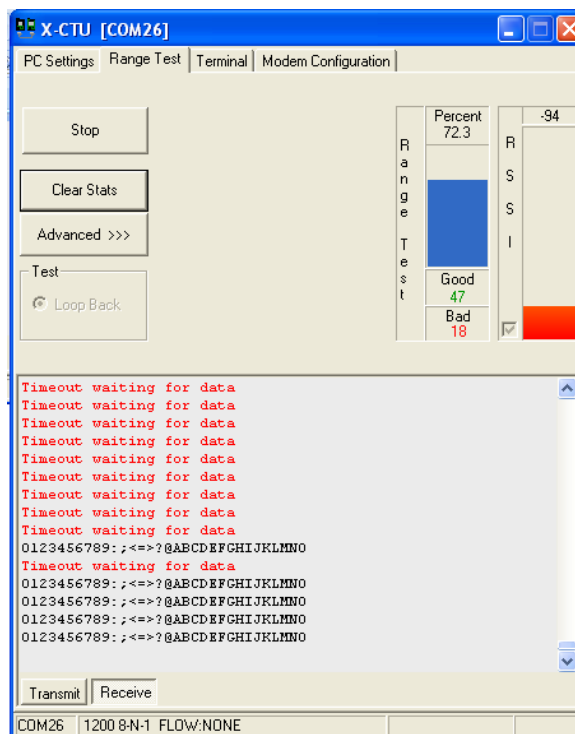 X-CTU [COM26]
PC Settings Range Test Terminal Modem Configuration
Stop
Clear Stats
Advanced >>>
Test
Loop Back
Range Test
Percent
72.3
Good
47
Bad
18
RSSI
-94
Timeout waiting for data
Timeout waiting for data
Timeout waiting for data
Timeout waiting for data
Timeout waiting for data
Timeout waiting for data
Timeout waiting for data
Timeout waiting for data
Timeout waiting for data
0123456789:;<=>?@ABCDEFGHIJKLMNO
Timeout waiting for data
0123456789:;<=>?@ABCDEFGHIJKLMNO
0123456789:;<=>?@ABCDEFGHIJKLMNO
0123456789:;<=>?@ABCDEFGHIJKLMNO
0123456789:;<=>?@ABCDEFGHIJKLMNO
Transmit Receive
COM26 1200 8-N-1 FLOW:NONE